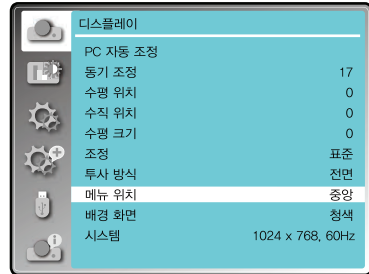 디스플레이
PC 자동 조정
동기 조정 17
수평 위치 0
수직 위치 0
수평 크기 0
조정 표준
투사 방식 전면
메뉴 위치 중앙
배경 화면 청색
시스템 1024 x 768, 60Hz